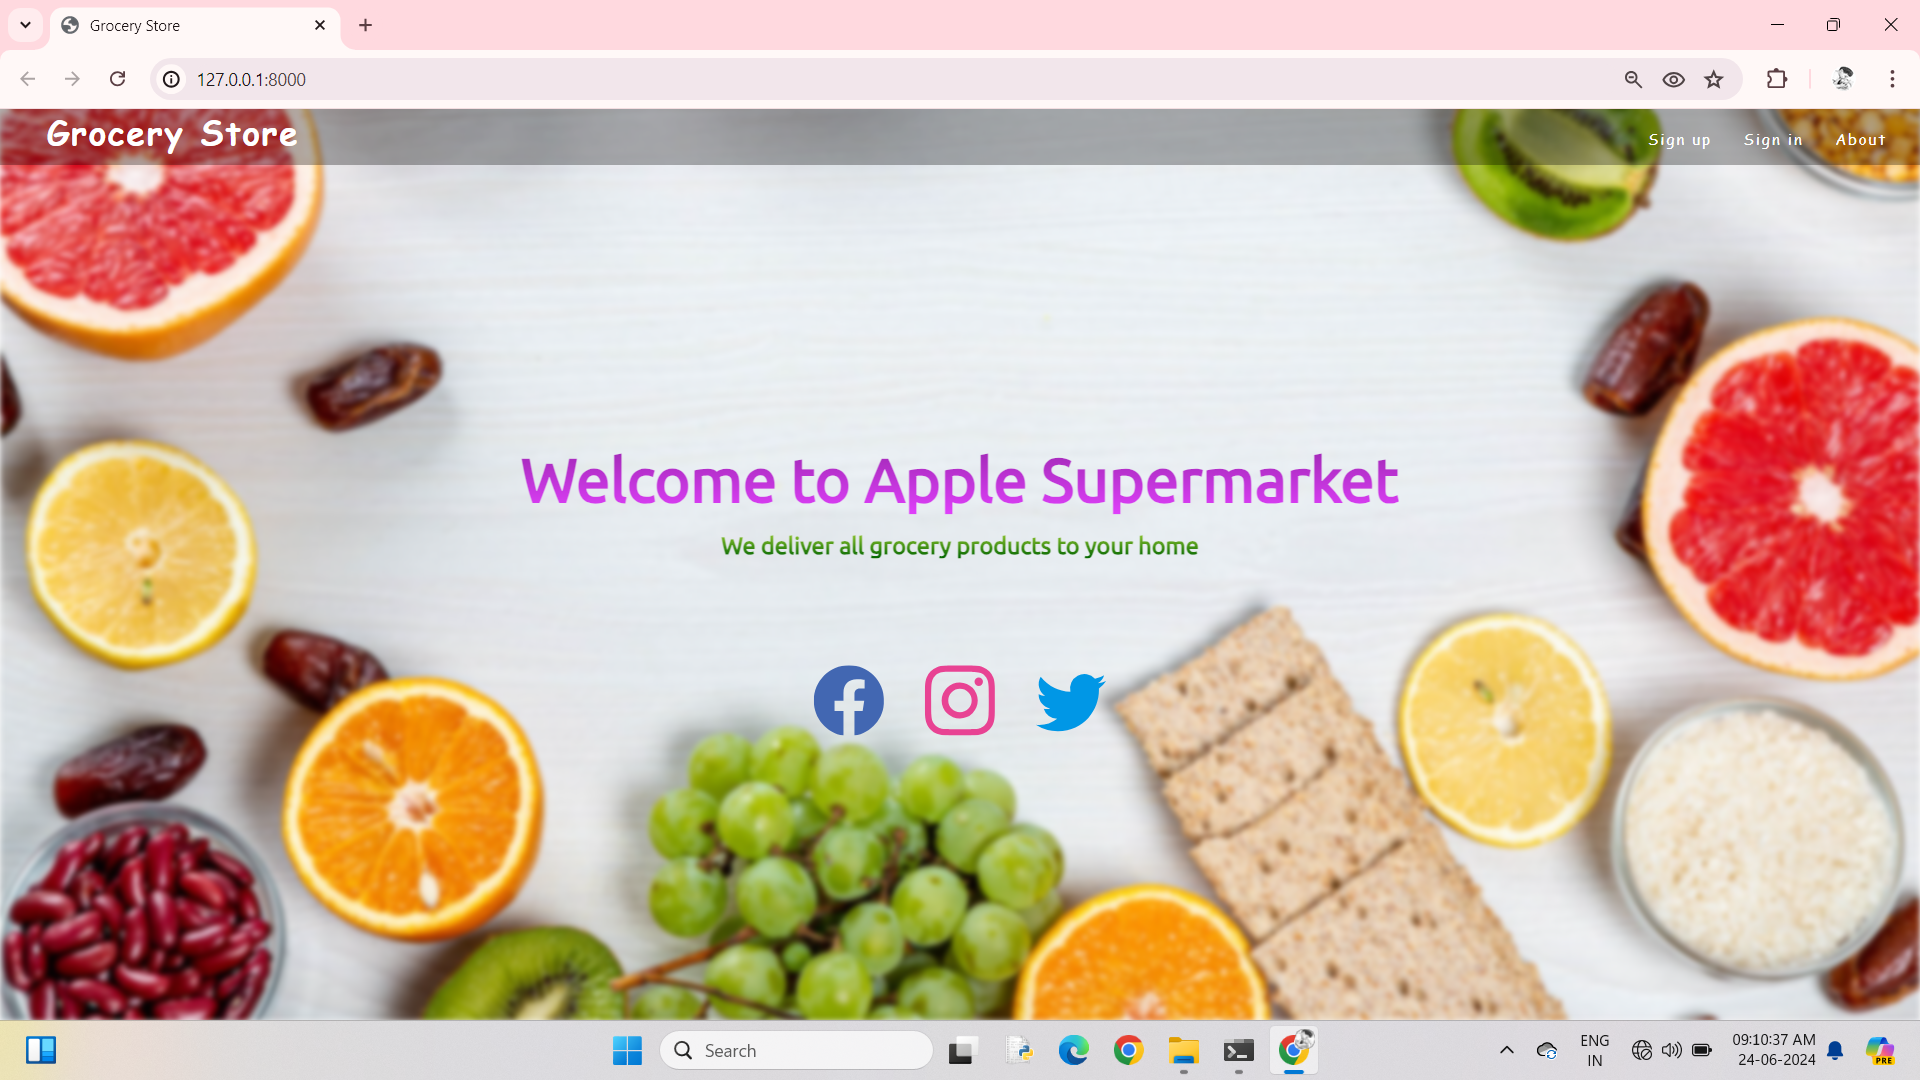 Grocery Store
127.0.0.1:8000
Grocery Store
Sign up Sign in About
Welcome to Apple Supermarket
We deliver all grocery products to your home
Search
ENG
IN
09:10:37 AM
24-06-2024
PRE